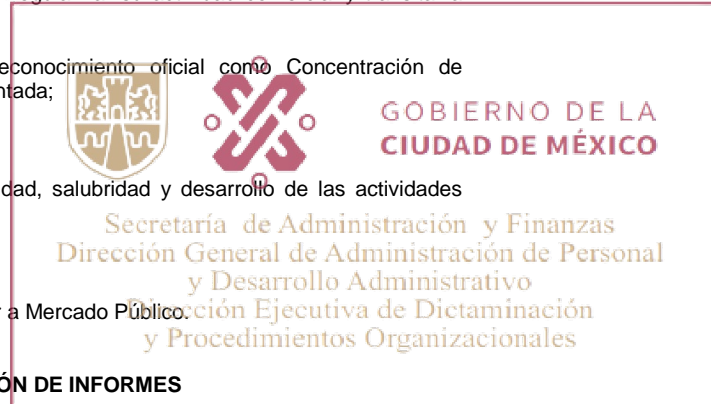 econocimiento oficial como Concentración de
ntada;
GOBIERNO DE LA
CIUDAD DE MÉXICO
dad, salubridad y desarrollo de las actividades
Secretaría de Administración y Finanzas
Dirección General de Administración de Personal
y Desarrollo Administrativo
r a Mercado Público.
Dirección Ejecutiva de Dictaminación
y Procedimientos Organizacionales
ÓN DE INFORMES